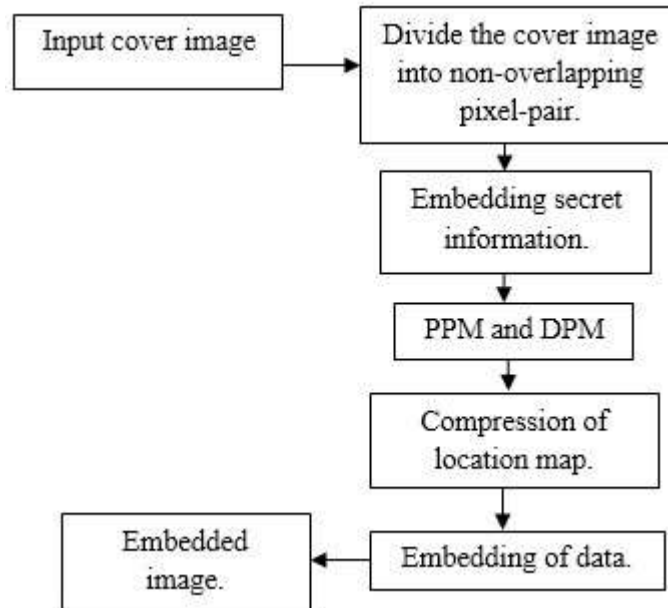 Input cover image
Divide the cover image
into non-overlapping
pixel-pair.
Embedding secret
information.
PPM and DPM
Compression of
location map.
Embedding of data.
Embedded
image.